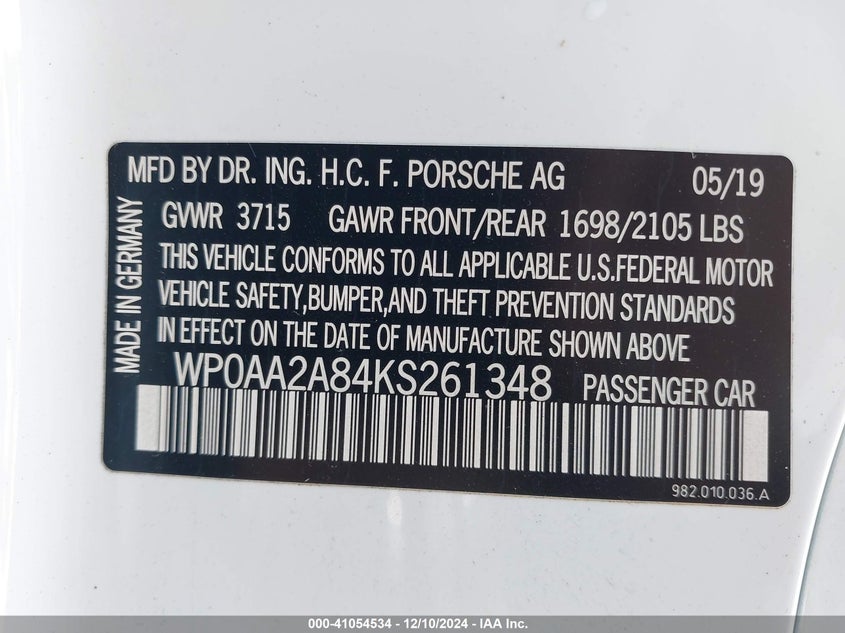 MFD BY DR. ING. H.C. F. PORSCHE AG 05/19
GVWR 3715 GAWR FRONT/REAR 1698/2105 LBS
THIS VEHICLE CONFORMS TO ALL APPLICABLE U.S.FEDERAL MOTOR
VEHICLE SAFETY,BUMPER,AND THEFT PREVENTION STANDARDS
IN EFFECT ON THE DATE OF MANUFACTURE SHOWN ABOVE
WP0AA2A84KS261348 PASSENGER CAR
MADE IN GERMANY
982.010.036.A
000-41054534 - 12/10/2024 - IAA Inc.